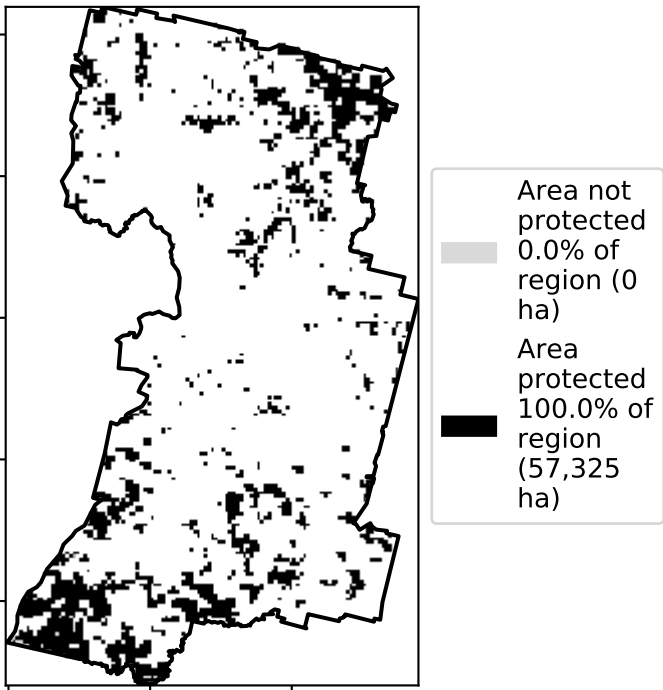 Area not
protected
0.0% of
region (0
ha)
Area
protected
100.0% of
region
(57,325
ha)